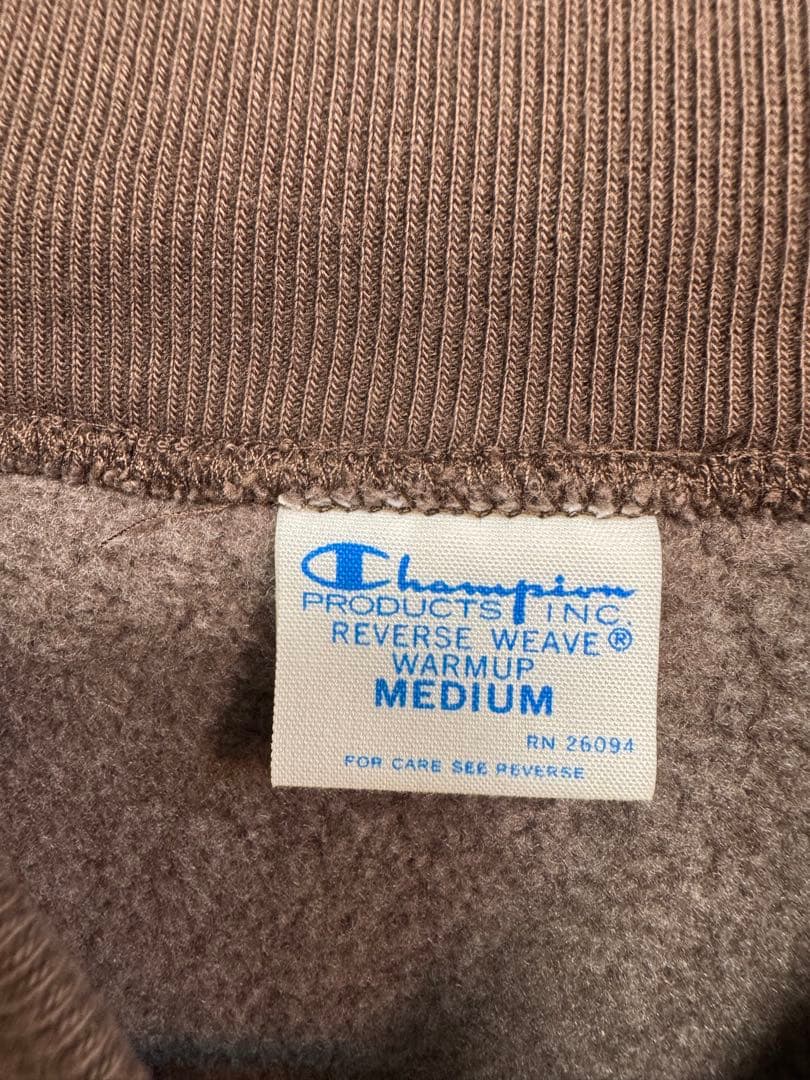 Champion
PRODUCTS INC.
REVERSE WEAVE®
WARMUP
MEDIUM
RN 26094
FOR CARE SEE REVERSE